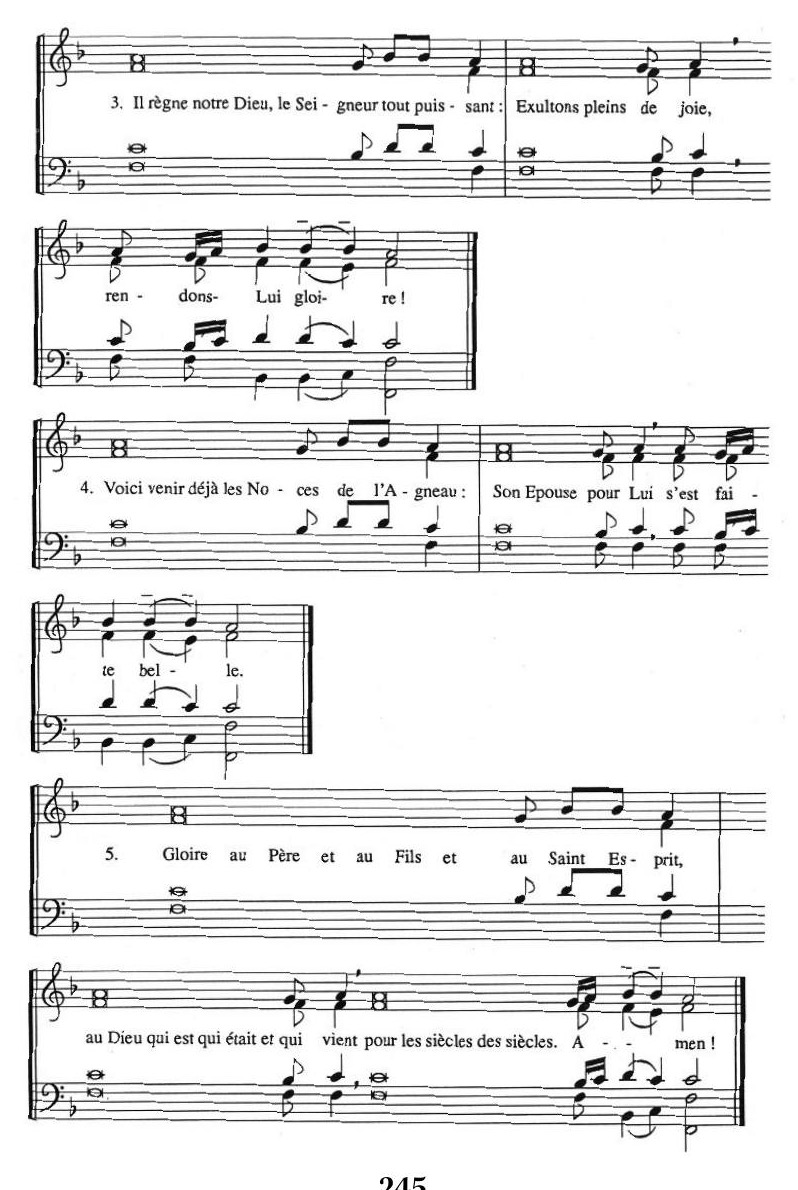 3. Il règne notre Dieu, le Sei - gneur tout puis - sant : Exultons pleins de joie,
ren - dons- Lui gloi- re !
4. Voici venir déjà les No - ces de l'A - gneau : Son Epouse pour Lui s'est fai -
te bel - le.
5. Gloire au Père et au Fils et au Saint Es - prit,
au Dieu qui est qui était et qui vient pour les siècles des siècles. A - - - men !
245